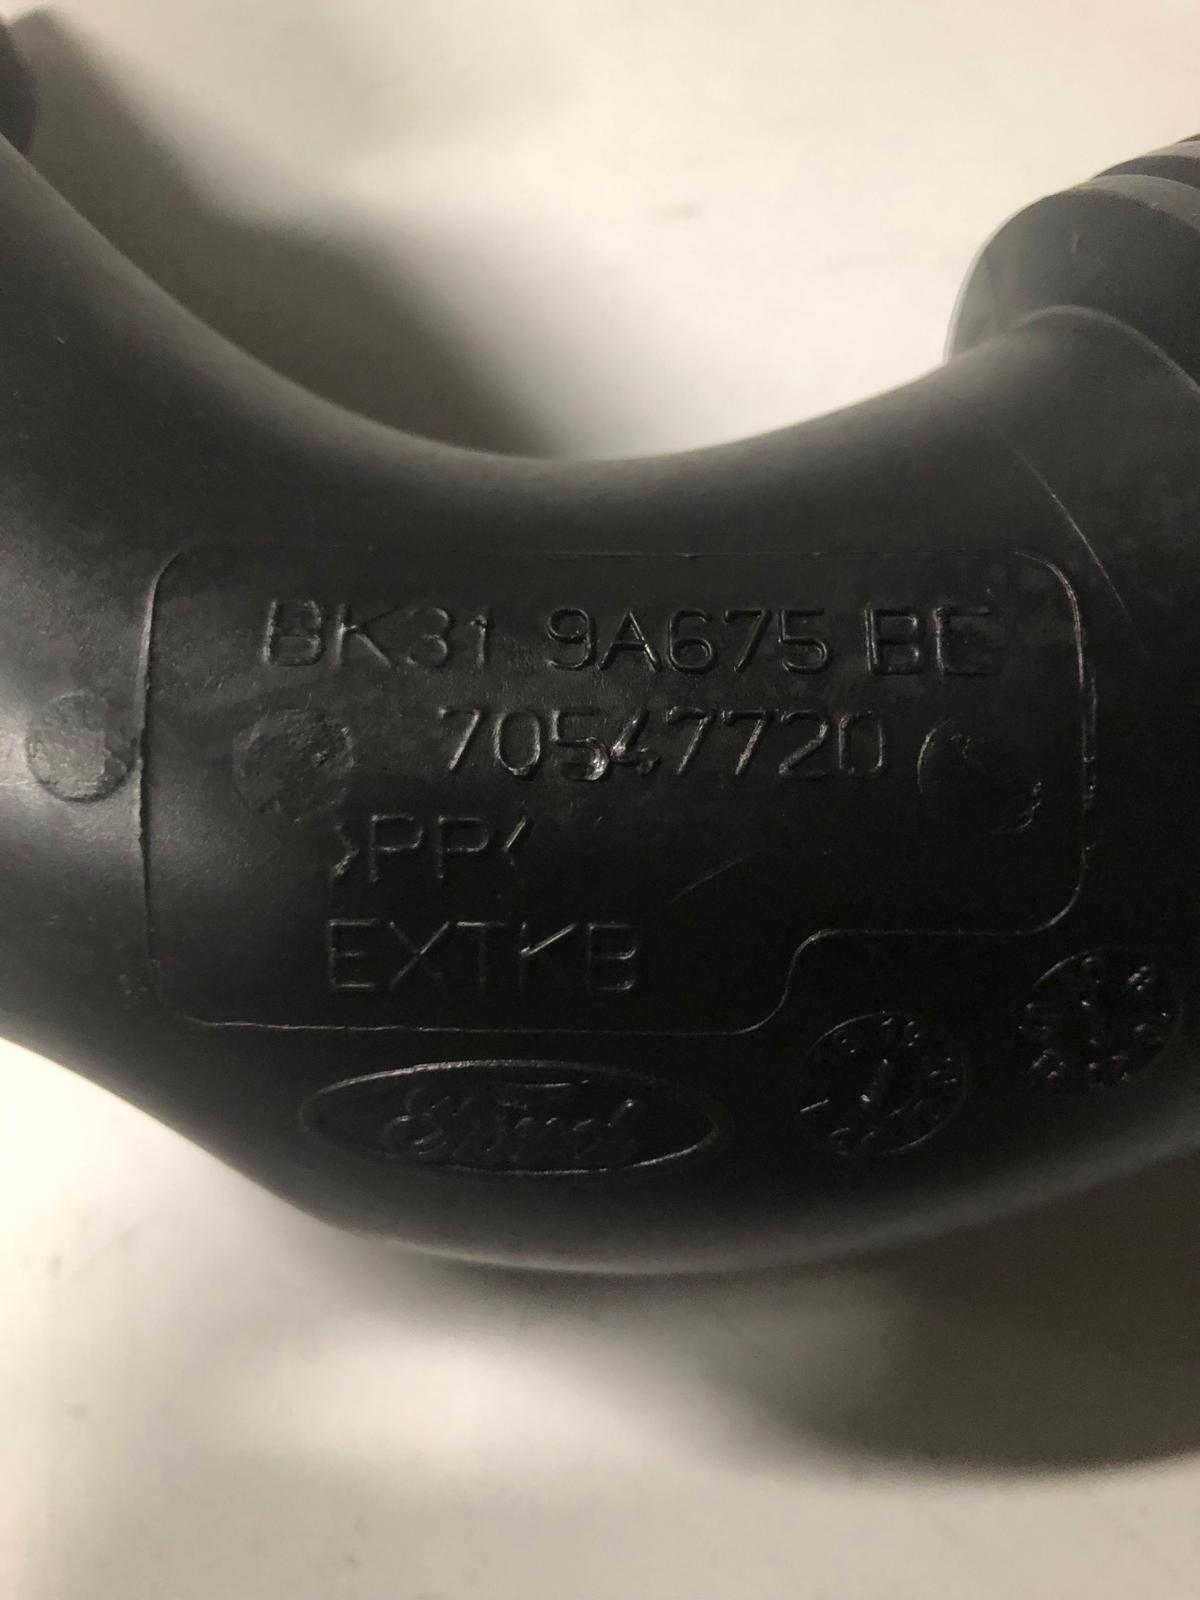 BK31 9A675 BE
70547720
>PP<
EXTKB
Ford